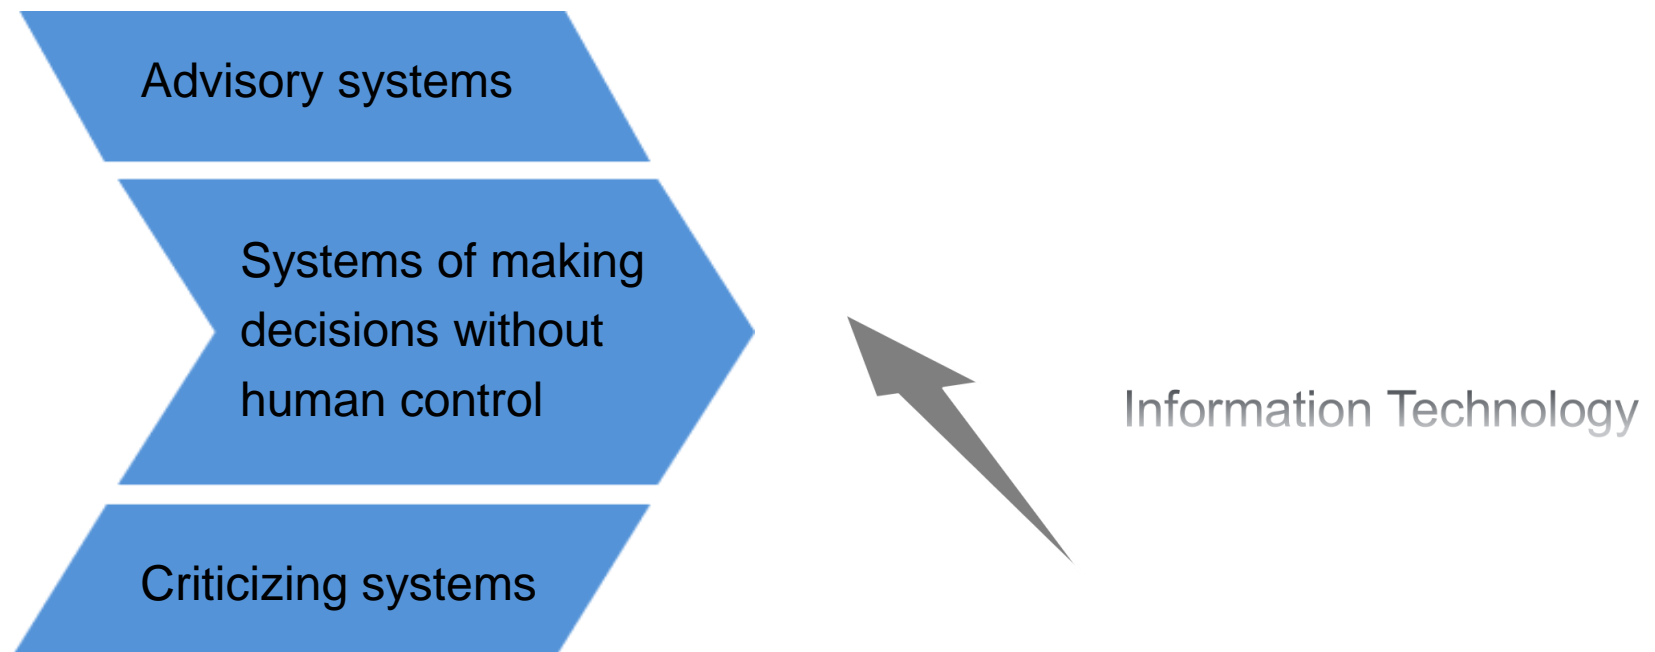 Advisory systems
Systems of making
decisions without
human control
Information Technology
Criticizing systems